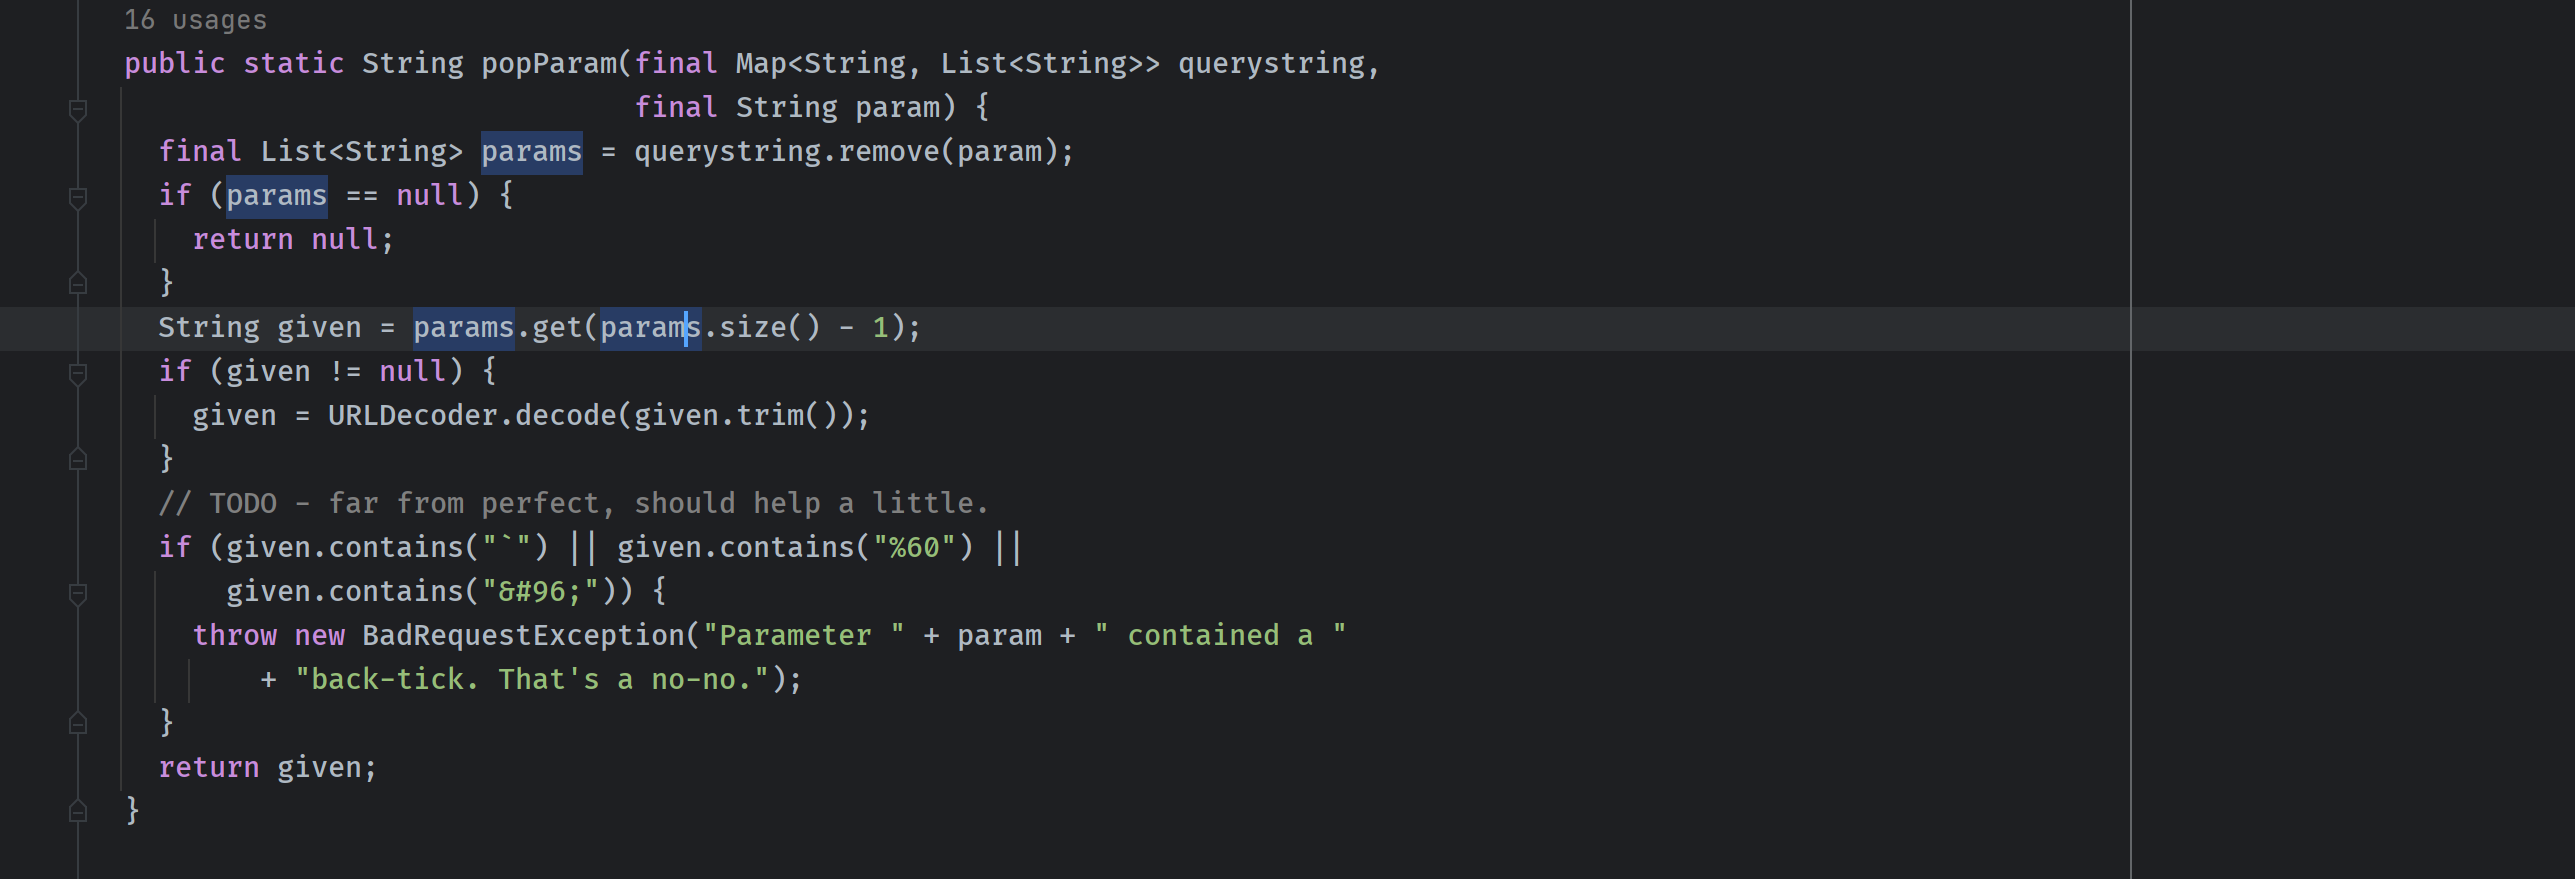 16 usages
public static String popParam(final Map<String, List<String>> querystring,
                              final String param) {
  final List<String> params = querystring.remove(param);
  if (params == null) {
    return null;
  }
  String given = params.get(params.size() - 1);
  if (given != null) {
    given = URLDecoder.decode(given.trim());
  }
  // TODO - far from perfect, should help a little.
  if (given.contains("`") || given.contains("%60") ||
      given.contains("&#96;")) {
    throw new BadRequestException("Parameter " + param + " contained a "
        + "back-tick. That's a no-no.");
  }
  return given;
}